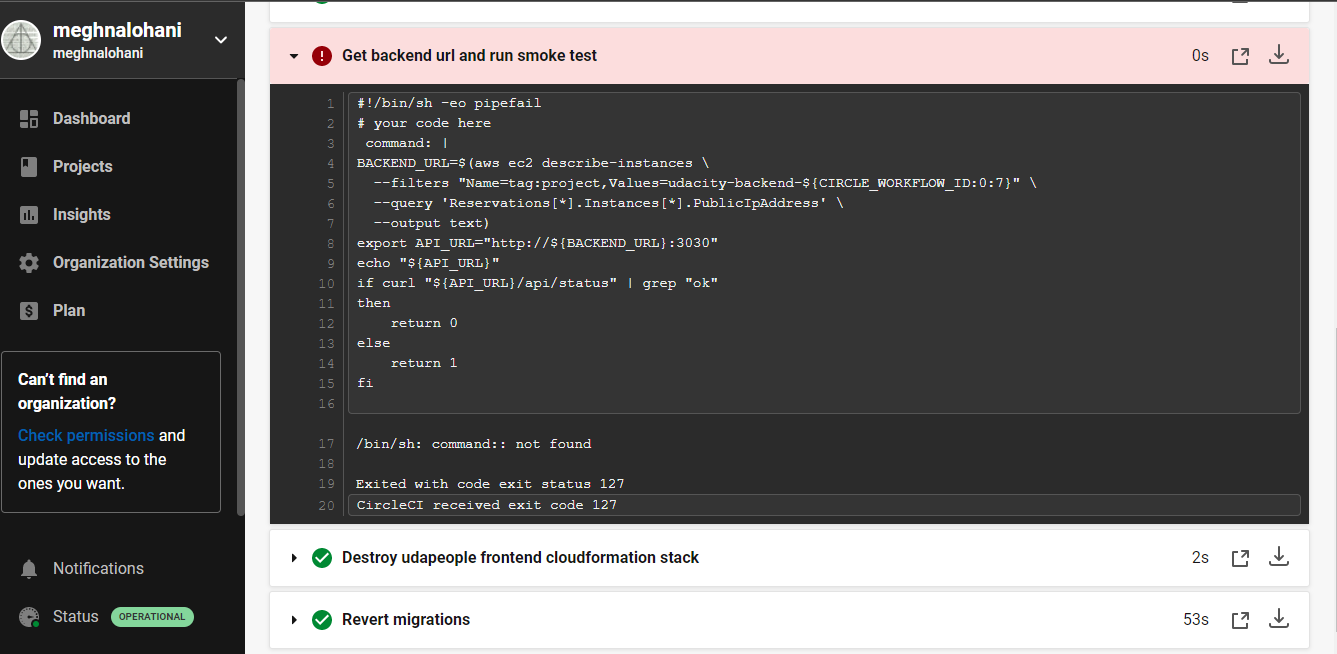 meghnalohani
meghnalohani
Dashboard
Projects
Insights
Organization Settings
Plan
Can't find an
organization?
Check permissions and
update access to the
ones you want.
Notifications
Status OPERATIONAL
Get backend url and run smoke test 0s
1 #!/bin/sh -eo pipefail
2 # your code here
3 command: |
4 BACKEND_URL=$(aws ec2 describe-instances \
5 --filters "Name=tag:project,Values=udacity-backend-${CIRCLE_WORKFLOW_ID:0:7}" \
6 --query 'Reservations[*].Instances[*].PublicIpAddress' \
7 --output text)
8 export API_URL="http://${BACKEND_URL}:3030"
9 echo "${API_URL}"
10 if curl "${API_URL}/api/status" | grep "ok"
11 then
12 return 0
13 else
14 return 1
15 fi
16
17 /bin/sh: command:: not found
18
19 Exited with code exit status 127
20 CircleCI received exit code 127
Destroy udapeople frontend cloudformation stack 2s
Revert migrations 53s